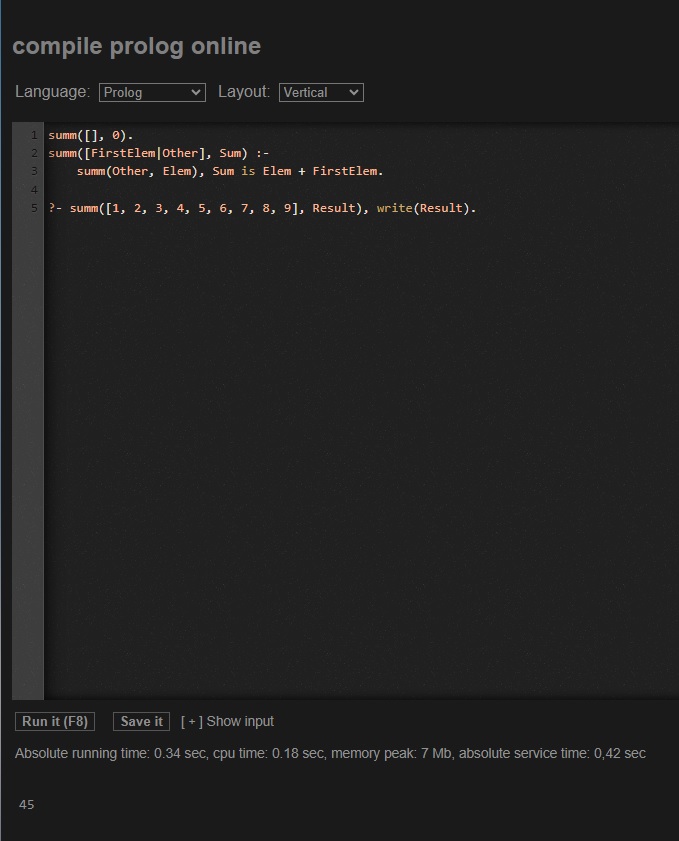 compile prolog online
Language: Prolog Layout: Vertical
1 summ([], 0).
2 summ([FirstElem|Other], Sum) :-
3 summ(Other, Elem), Sum is Elem + FirstElem.
4
5 ?- summ([1, 2, 3, 4, 5, 6, 7, 8, 9], Result), write(Result).
Run it (F8) Save it [ + ] Show input
Absolute running time: 0.34 sec, cpu time: 0.18 sec, memory peak: 7 Mb, absolute service time: 0,42 sec
45